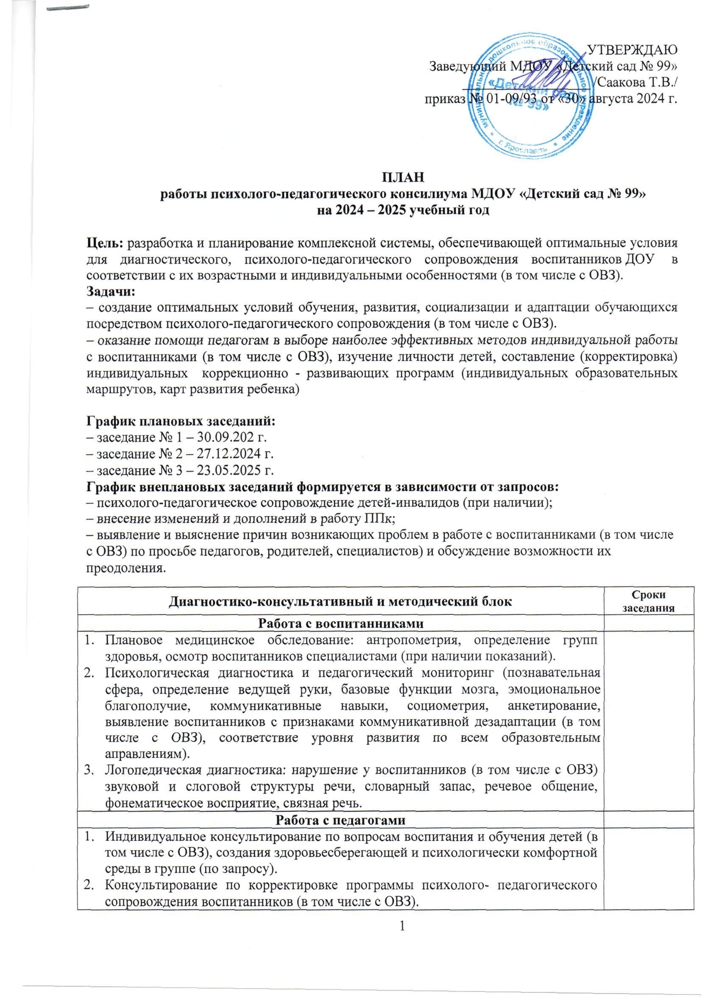 УТВЕРЖДАЮ
Заведующий МДОУ «Детский сад № 99»
/Саакова Т.В./
приказ № 01-09/93 от «30» августа 2024 г.
Муниципальное дошкольное образовательное учреждение
«Детский сад
№ 99»
* г. Ярославль *
ПЛАН
работы психолого-педагогического консилиума МДОУ «Детский сад № 99»
на 2024 – 2025 учебный год
Цель: разработка и планирование комплексной системы, обеспечивающей оптимальные условия
для диагностического, психолого-педагогического сопровождения воспитанников ДОУ в
соответствии с их возрастными и индивидуальными особенностями (в том числе с ОВЗ).
Задачи:
– создание оптимальных условий обучения, развития, социализации и адаптации обучающихся
посредством психолого-педагогического сопровождения (в том числе с ОВЗ).
– оказание помощи педагогам в выборе наиболее эффективных методов индивидуальной работы
с воспитанниками (в том числе с ОВЗ), изучение личности детей, составление (корректировка)
индивидуальных коррекционно - развивающих программ (индивидуальных образовательных
маршрутов, карт развития ребенка)
График плановых заседаний:
– заседание № 1 – 30.09.202 г.
– заседание № 2 – 27.12.2024 г.
– заседание № 3 – 23.05.2025 г.
График внеплановых заседаний формируется в зависимости от запросов:
– психолого-педагогическое сопровождение детей-инвалидов (при наличии);
– внесение изменений и дополнений в работу ППк;
– выявление и выяснение причин возникающих проблем в работе с воспитанниками (в том числе
с ОВЗ) по просьбе педагогов, родителей, специалистов) и обсуждение возможности их
преодоления.
Диагностико-консультативный и методический блок
Сроки
заседания
Работа с воспитанниками
1. Плановое медицинское обследование: антропометрия, определение групп
здоровья, осмотр воспитанников специалистами (при наличии показаний).
2. Психологическая диагностика и педагогический мониторинг (познавательная
сфера, определение ведущей руки, базовые функции мозга, эмоциональное
благополучие, коммуникативные навыки, социометрия, анкетирование,
выявление воспитанников с признаками коммуникативной дезадаптации (в том
числе с ОВЗ), соответствие уровня развития по всем образовтельным
аправлениям).
3. Логопедическая диагностика: нарушение у воспитанников (в том числе с ОВЗ)
звуковой и слоговой структуры речи, словарный запас, речевое общение,
фонематическое восприятие, связная речь.
Работа с педагогами
1. Индивидуальное консультирование по вопросам воспитания и обучения детей (в
том числе с ОВЗ), создания здоровьесберегающей и психологически комфортной
среды в группе (по запросу).
2. Консультирование по корректировке программы психолого- педагогического
сопровождения воспитанников (в том числе с ОВЗ).
1